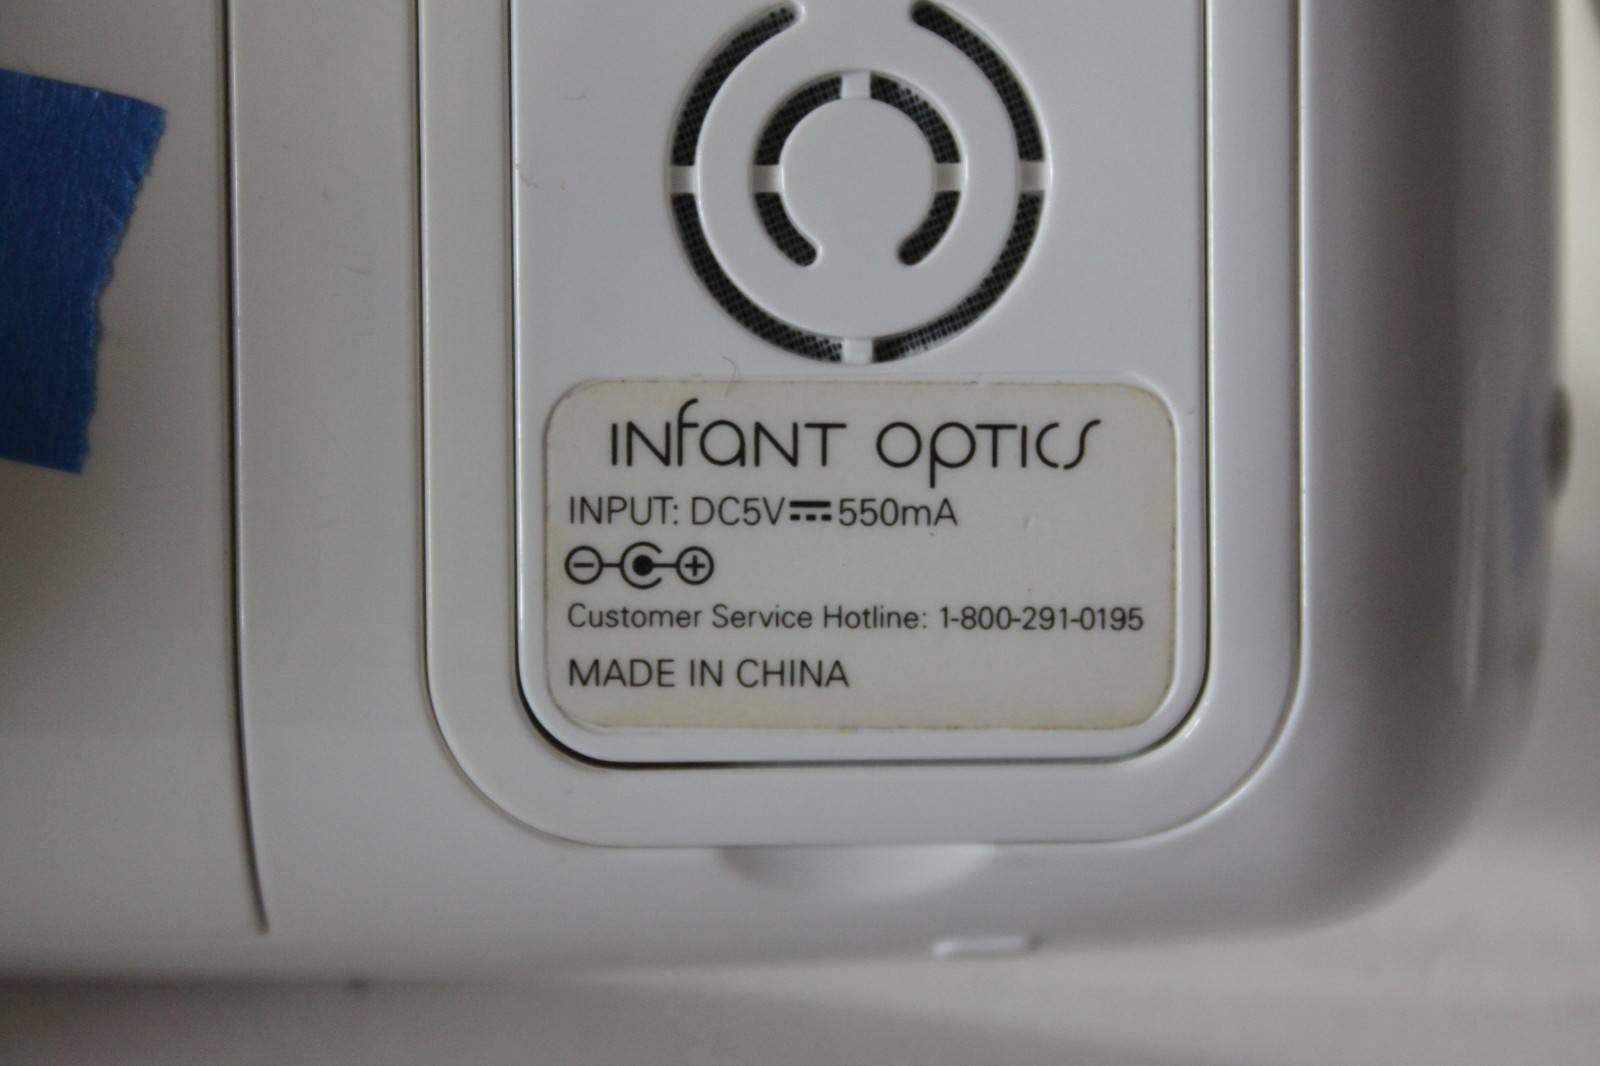 INFANT OPTICS
INPUT: DC5V⎓550mA
Customer Service Hotline: 1-800-291-0195
MADE IN CHINA